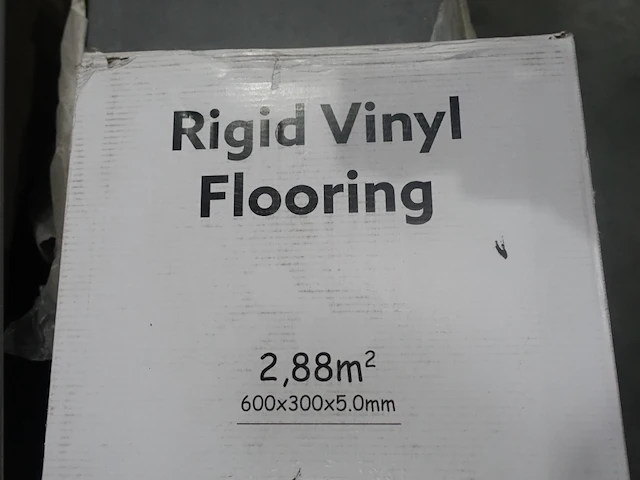 Rigid Vinyl
Flooring
2,88m²
600x300x5.0mm